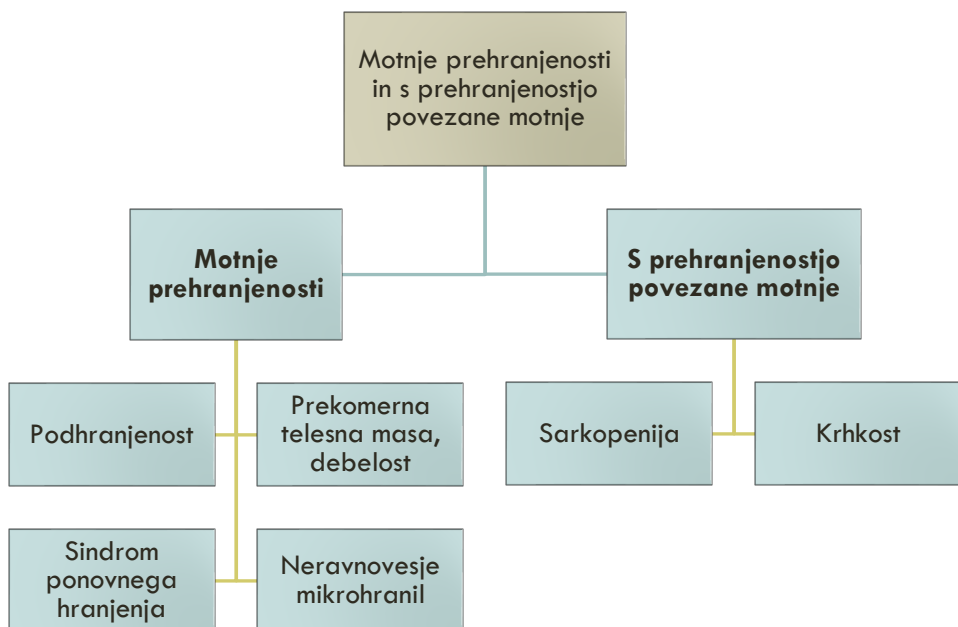 Motnje prehranjenosti
in s prehranjenostjo
povezane motnje
Motnje
prehranjenosti
S prehranjenostjo
povezane motnje
Podhranjenost
Prekomerna
telesna masa,
debelost
Sarkopenija
Krhkost
Sindrom
ponovnega
hranjenja
Neravnovesje
mikrohranil